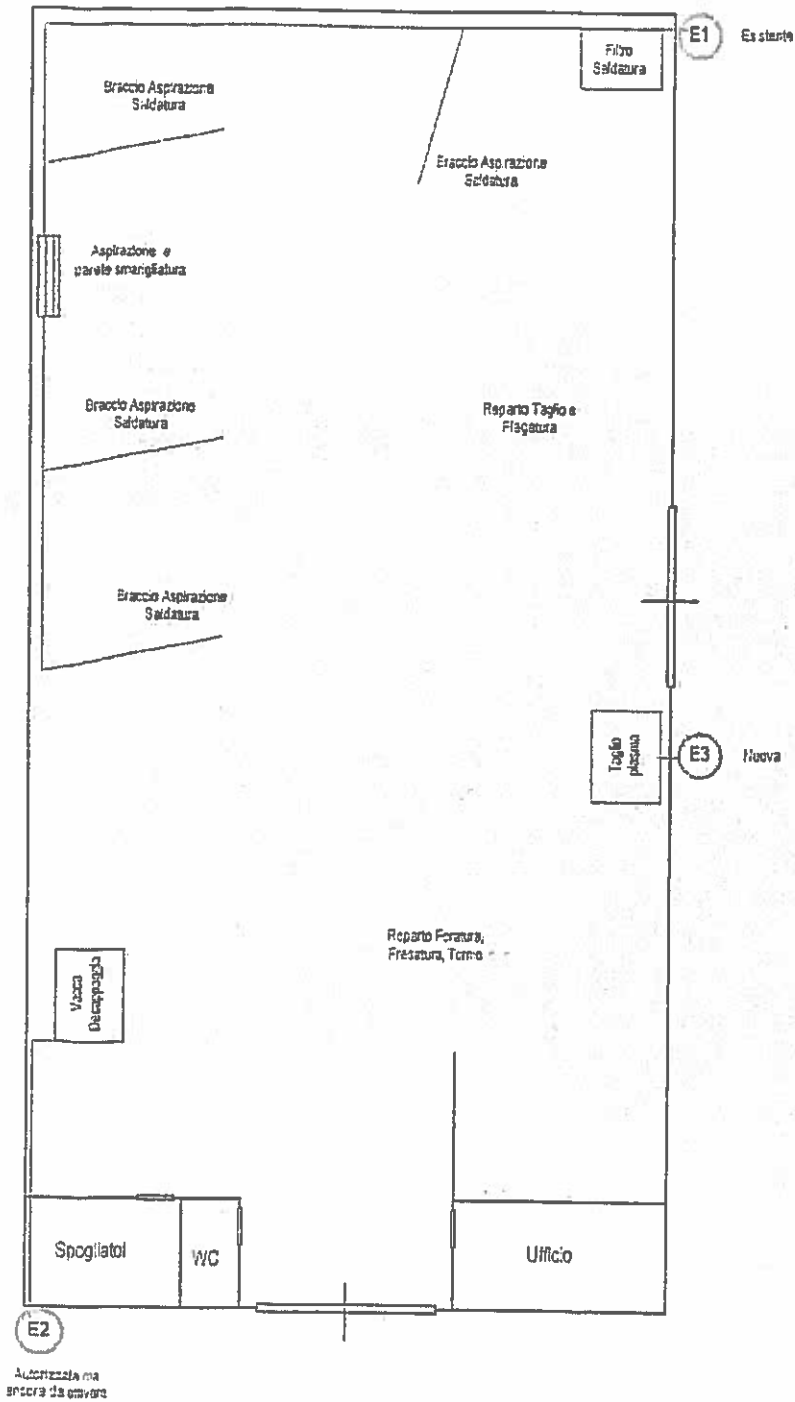 E1
Esistente
Filtro
Saldatura
Braccio Aspirazione
Saldatura
Braccio Aspirazione
Saldatura
Aspirazione e
parete smerigliatura
Braccio Aspirazione
Saldatura
Reparto Taglio e
Piegatura
Braccio Aspirazione
Saldatura
Taglio
plasma
E3
Nuova
Reparto Foratura,
Fresatura, Tornio
Vasca
Decappaggio
Spogliatoi
WC
Ufficio
E2
Autorizzata ma
ancora da